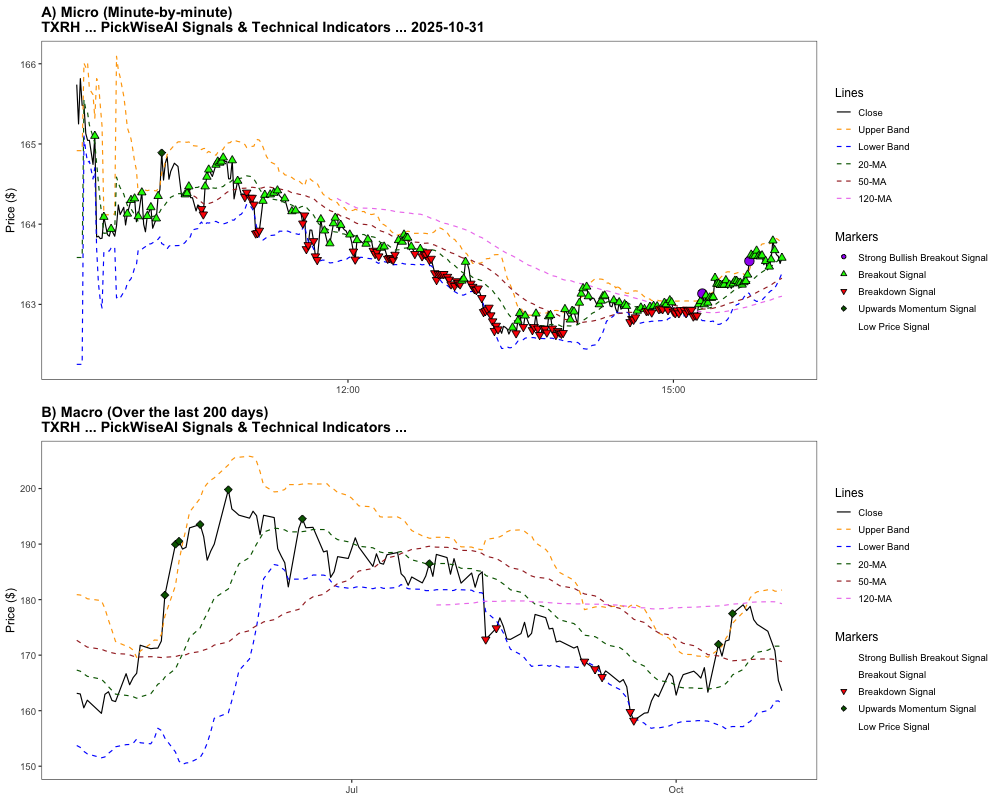 A) Micro (Minute-by-minute)
TXRH ... PickWiseAI Signals & Technical Indicators ... 2025-10-31
Price ($)
166
165
164
163
12:00
15:00
Lines
Close
Upper Band
Lower Band
20-MA
50-MA
120-MA
Markers
Strong Bullish Breakout Signal
Breakout Signal
Breakdown Signal
Upwards Momentum Signal
Low Price Signal
B) Macro (Over the last 200 days)
TXRH ... PickWiseAI Signals & Technical Indicators ...
Price ($)
200
190
180
170
160
150
Jul
Oct
Lines
Close
Upper Band
Lower Band
20-MA
50-MA
120-MA
Markers
Strong Bullish Breakout Signal
Breakout Signal
Breakdown Signal
Upwards Momentum Signal
Low Price Signal